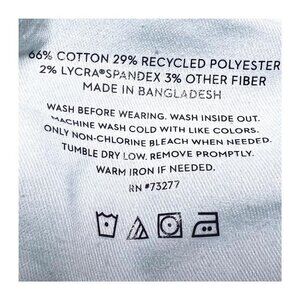 66% COTTON 29% RECYCLED POLYESTER
2% LYCRA®SPANDEX 3% OTHER FIBER
MADE IN BANGLADESH
WASH BEFORE WEARING. WASH INSIDE OUT.
MACHINE WASH COLD WITH LIKE COLORS.
ONLY NON-CHLORINE BLEACH WHEN NEEDED.
TUMBLE DRY LOW. REMOVE PROMPTLY.
WARM IRON IF NEEDED.
RN #73277